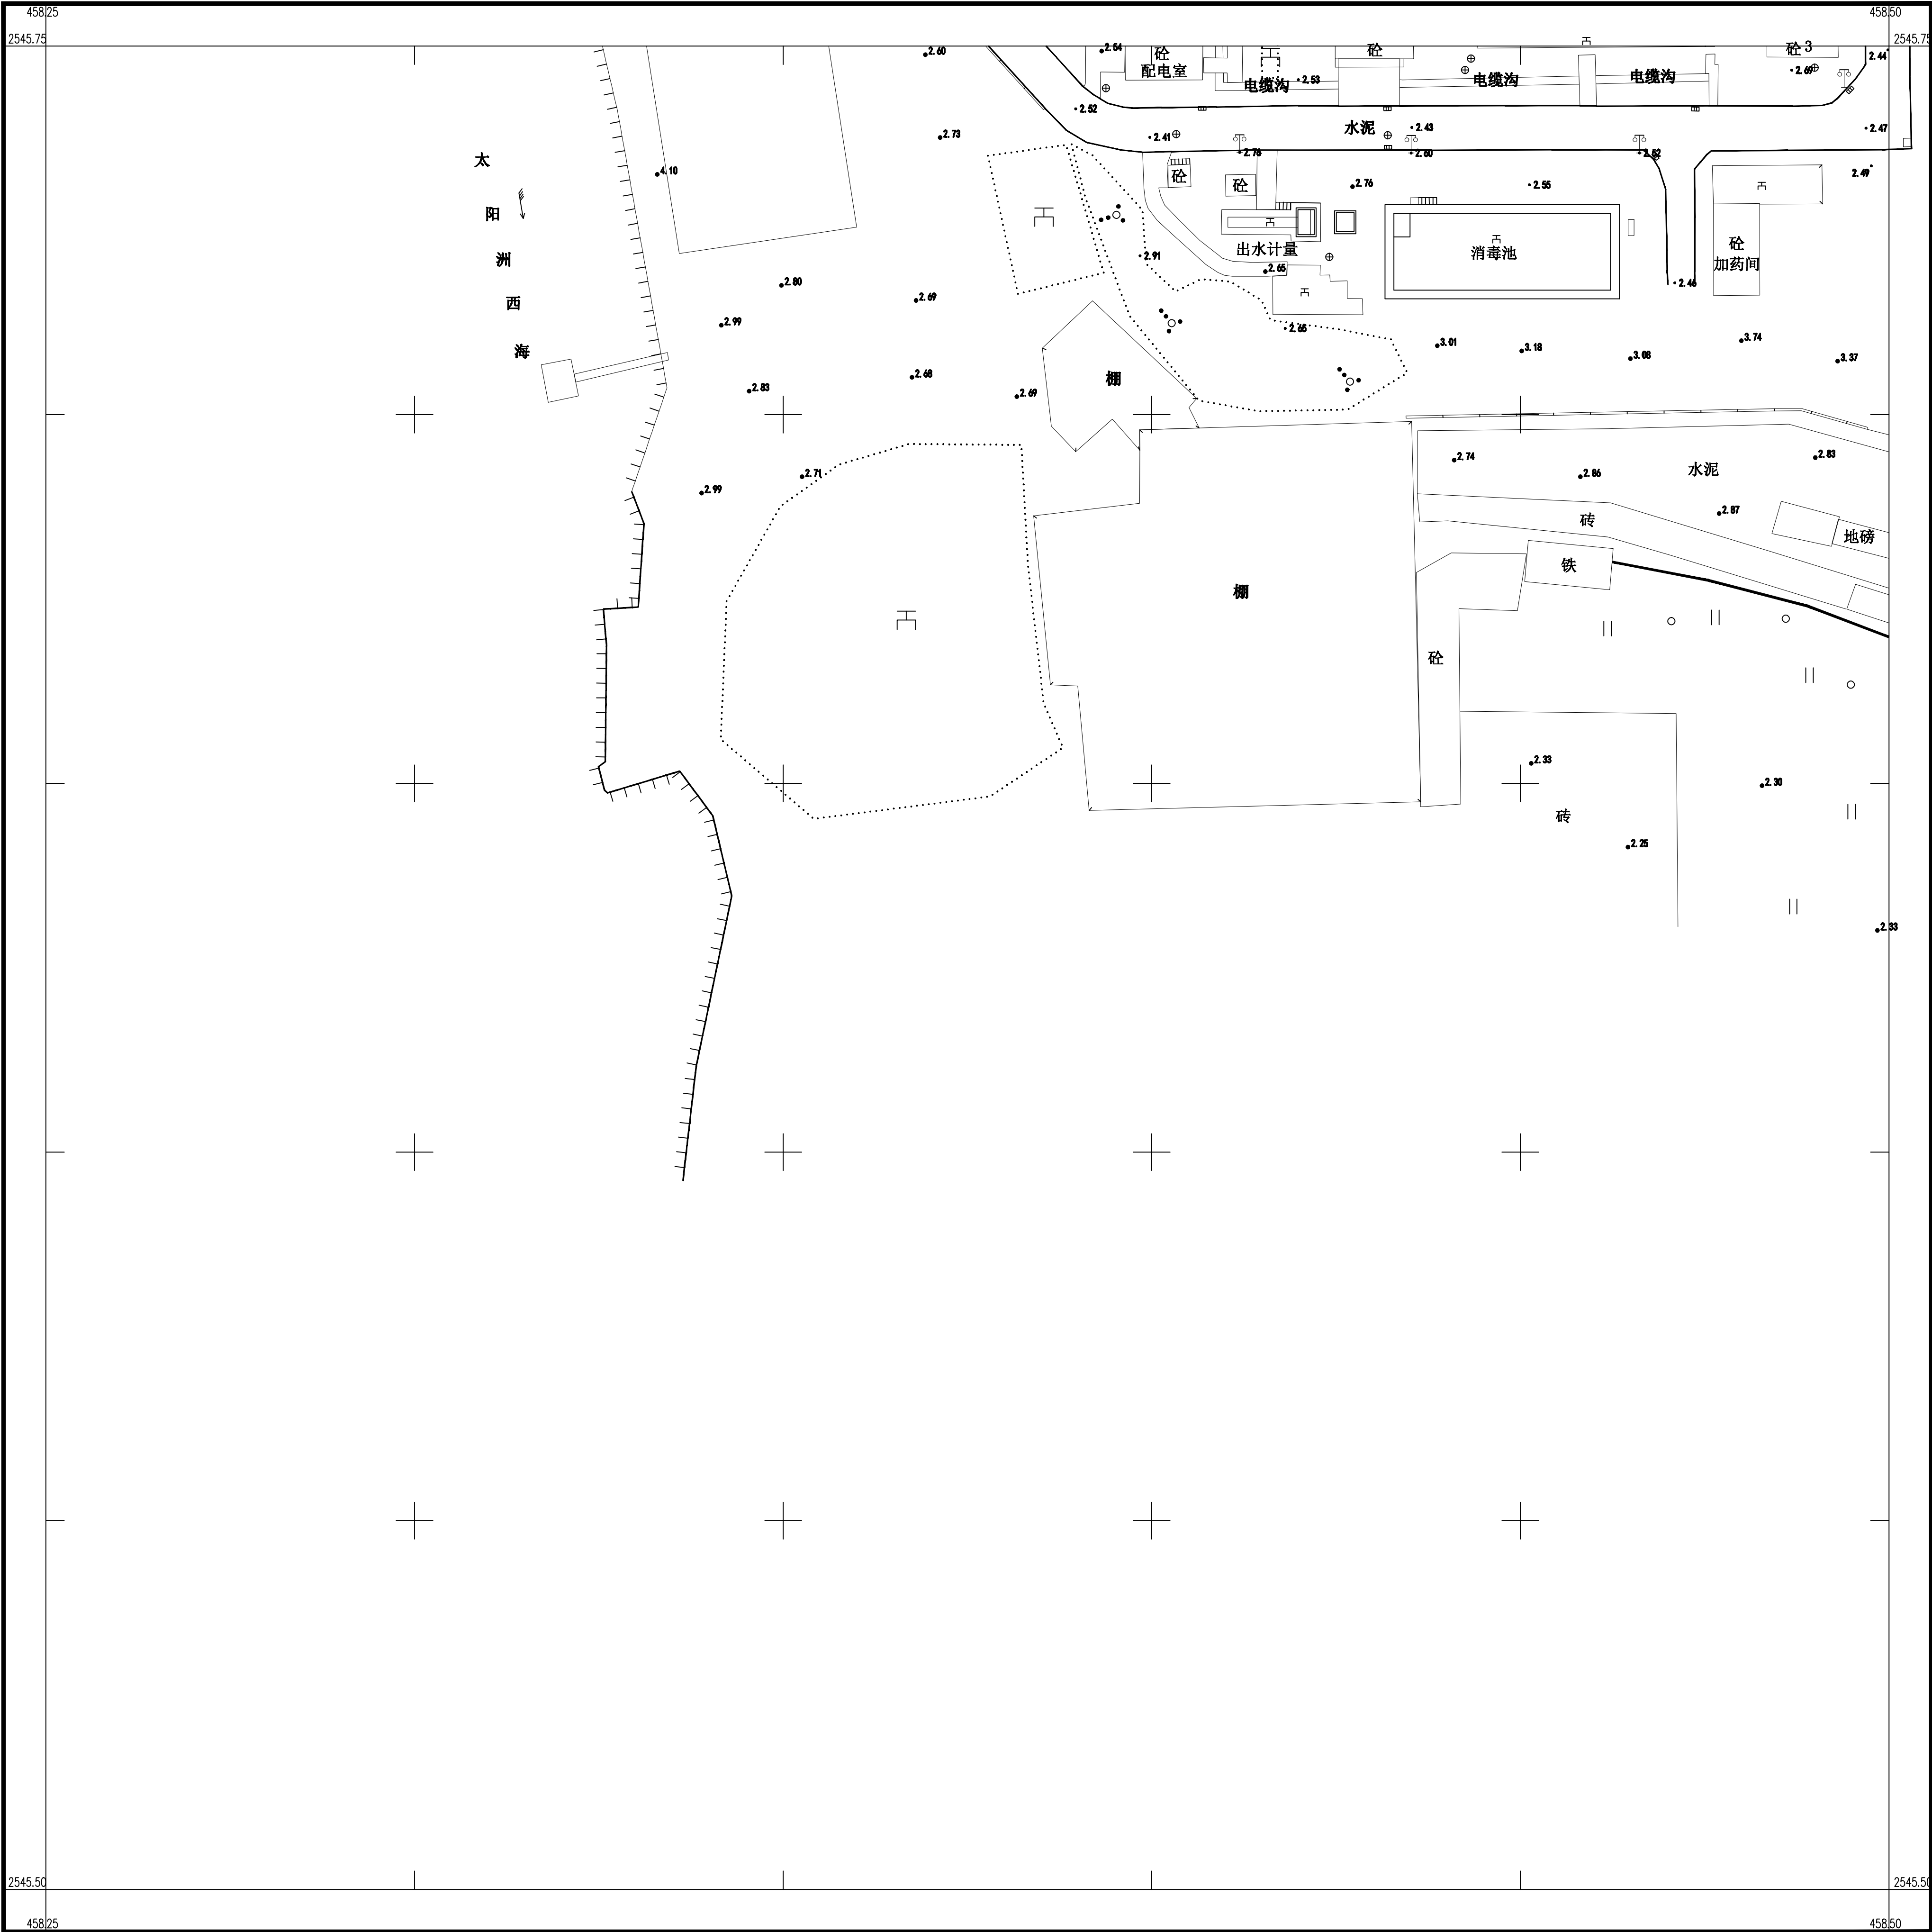 458.25
458.50
2545.75
2545.75
2.60
2.54
砼
配电室
电缆沟
2.53
砼
电缆沟
电缆沟
砼3
2.69
2.44
2.52
2.73
2.41
水泥
2.43
2.47
2.76
2.60
2.52
太
阳
洲
西
海
4.10
砼
砼
2.76
2.55
2.49
出水计量
消毒池
砼
加药间
2.91
2.65
2.46
2.80
2.69
2.99
2.65
3.01
3.18
3.08
3.74
3.37
2.83
2.68
2.69
棚
2.71
2.99
2.74
2.86
水泥
2.83
2.87
砖
地磅
铁
棚
砼
2.33
2.30
砖
2.25
2.33
2545.50
2545.50
458.25
458.50